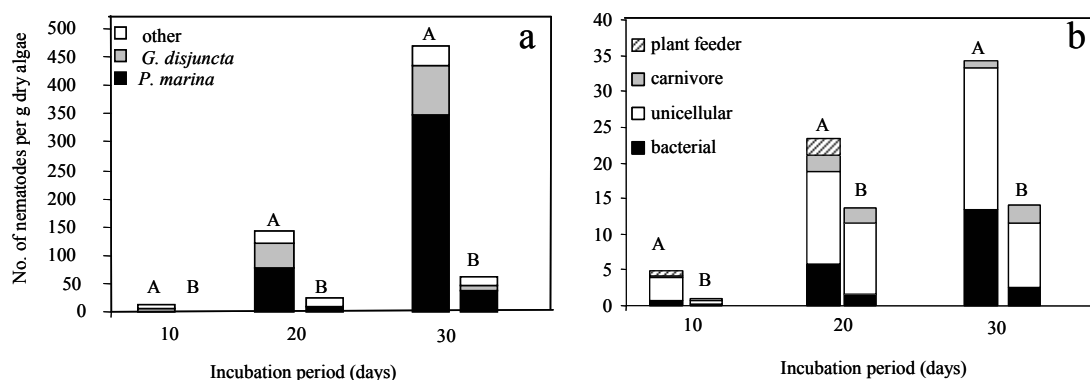 a
other
G. disjuncta
P. marina
No. of nematodes per g dry algae
500
450
400
350
300
250
200
150
100
50
0
A B
A
B
A
B
10 20 30
Incubation period (days)
b
plant feeder
carnivore
unicellular
bacterial
40
35
30
25
20
15
10
5
0
A
B
A
B
A
B
10 20 30
Incubation period (days)